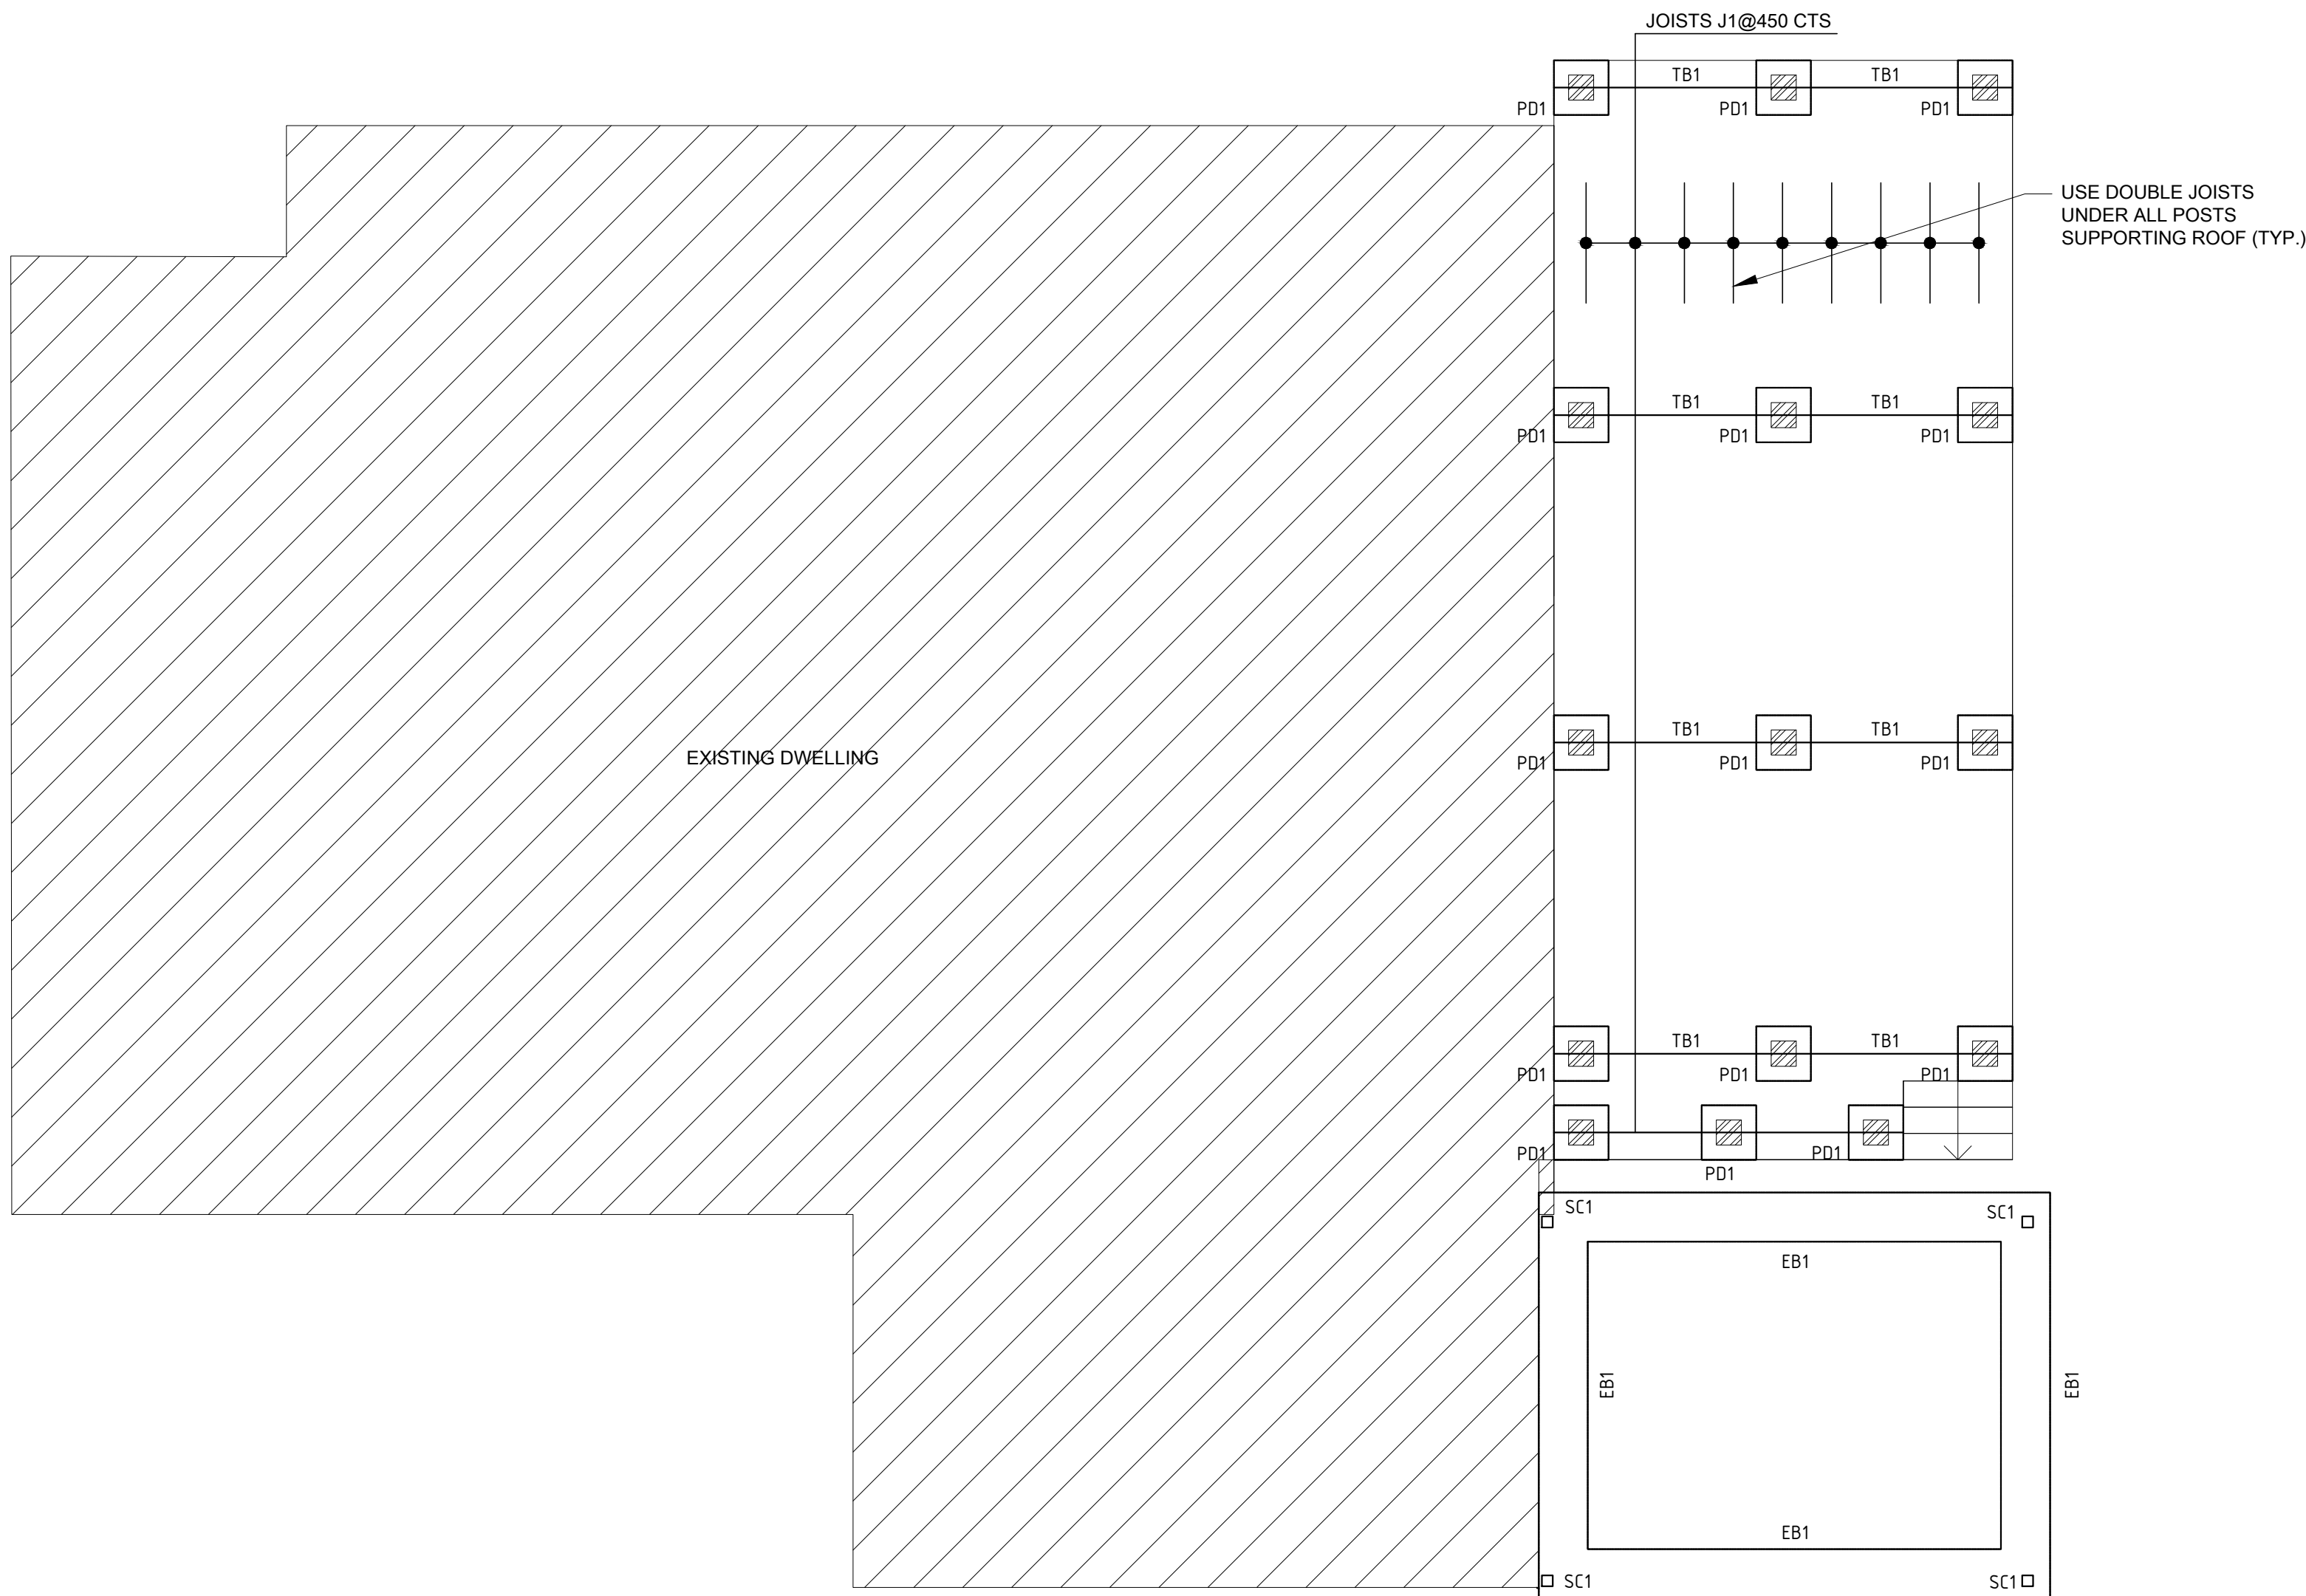 JOISTS J1@450 CTS
TB1 TB1
PD1 PD1 PD1
USE DOUBLE JOISTS
UNDER ALL POSTS
SUPPORTING ROOF (TYP.)
TB1 TB1
PD1 PD1 PD1
TB1 TB1
EXISTING DWELLING
PD1 PD1 PD1
TB1 TB1
PD1 PD1 PD1
PD1 PD1
PD1
SC1 SC1
EB1
EB1 EB1
EB1
SC1 SC1